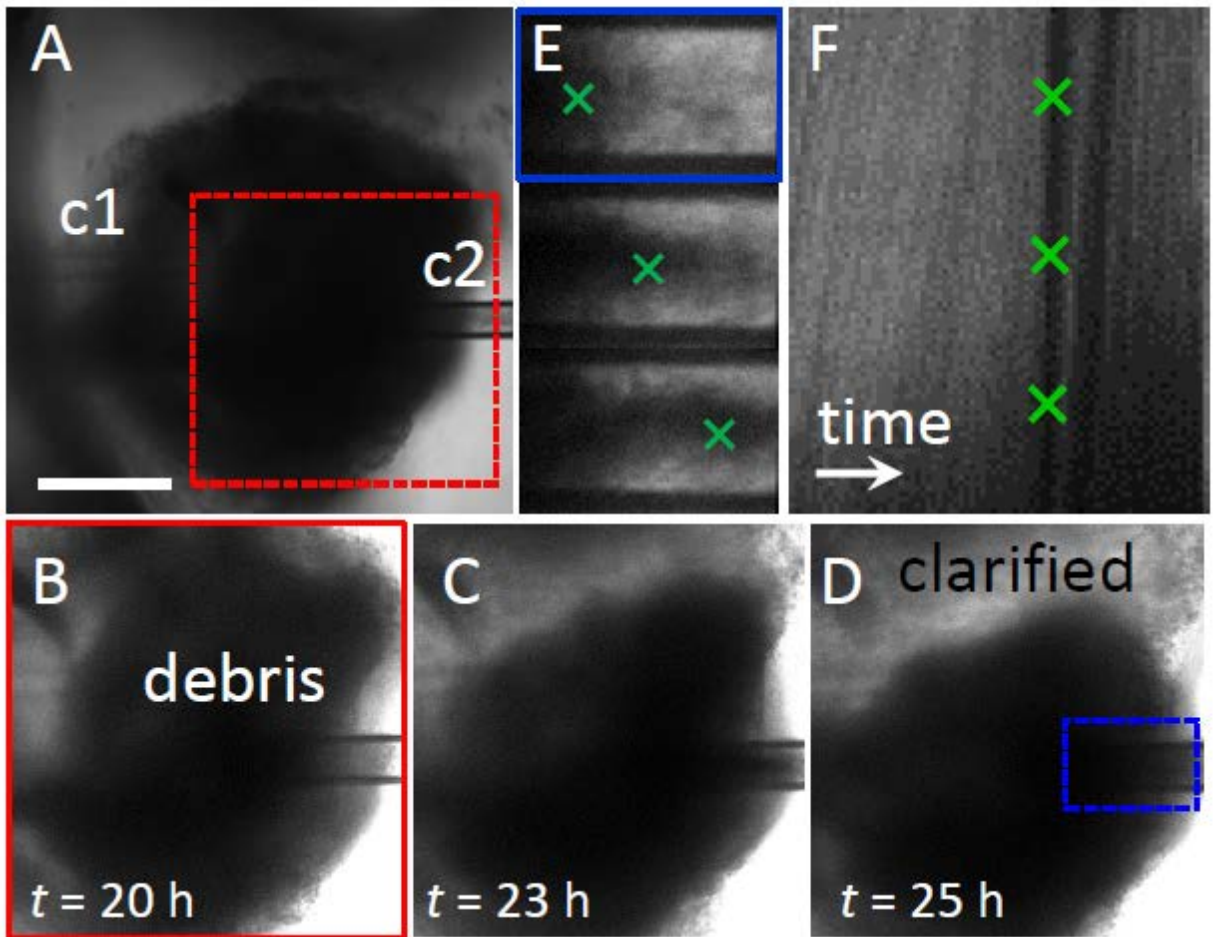 A
E
F
c1
c2
time
B
C
D
clarified
debris
t = 20 h
t = 23 h
t = 25 h